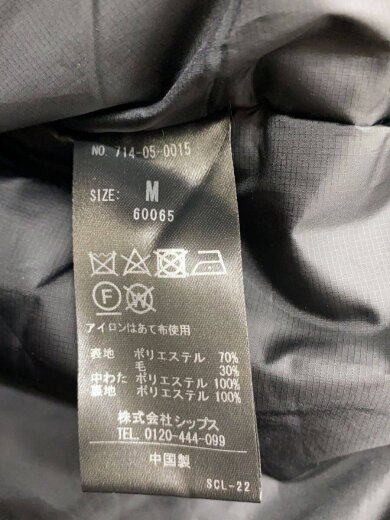 NO. 714-05-0015
SIZE: M
60065
F W
アイロンはあて布使用
表地 ポリエステル 70%
毛 30%
中わた ポリエステル 100%
裏地 ポリエステル 100%
株式会社シップス
TEL. 0120-444-099
中国製
SCL-22